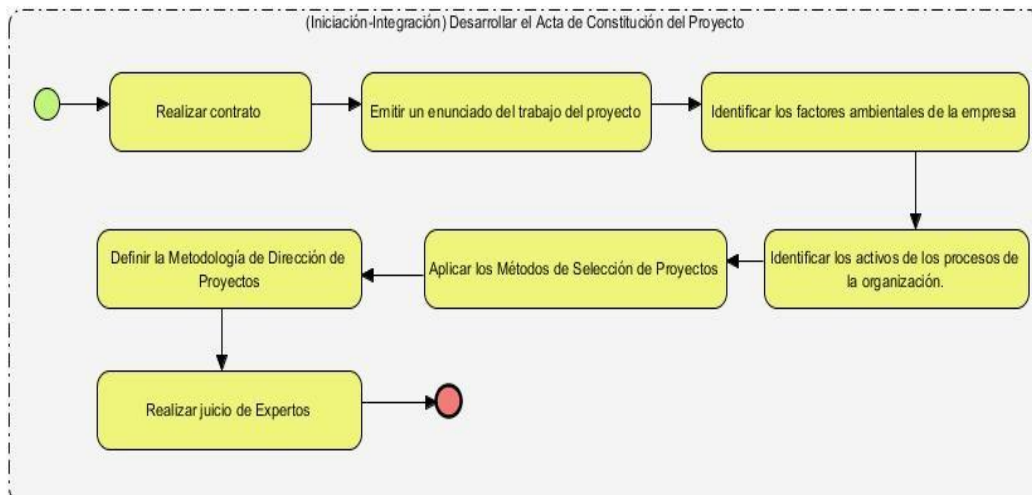 (Iniciación-Integración) Desarrollar el Acta de Constitución del Proyecto
Realizar contrato
Emitir un enunciado del trabajo del proyecto
Identificar los factores ambientales de la empresa
Identificar los activos de los procesos de
la organización.
Aplicar los Métodos de Selección de Proyectos
Definir la Metodología de Dirección de
Proyectos
Realizar juicio de Expertos